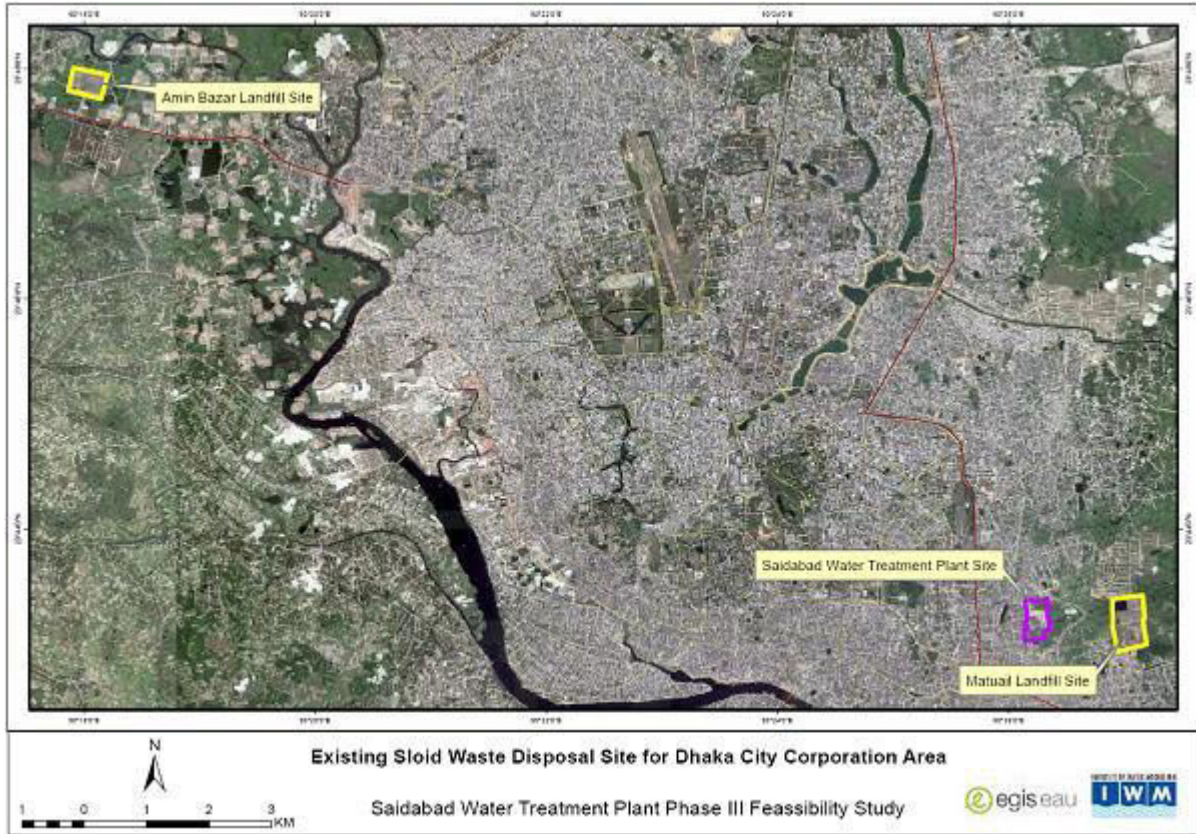 Amin Bazar Landfill Site
Saidabad Water Treatment Plant Site
Matuail Landfill Site
N
Existing Sloid Waste Disposal Site for Dhaka City Corporation Area
Saidabad Water Treatment Plant Phase III Feassibility Study
1 0 1 2 3
KM
egis eau
IWM